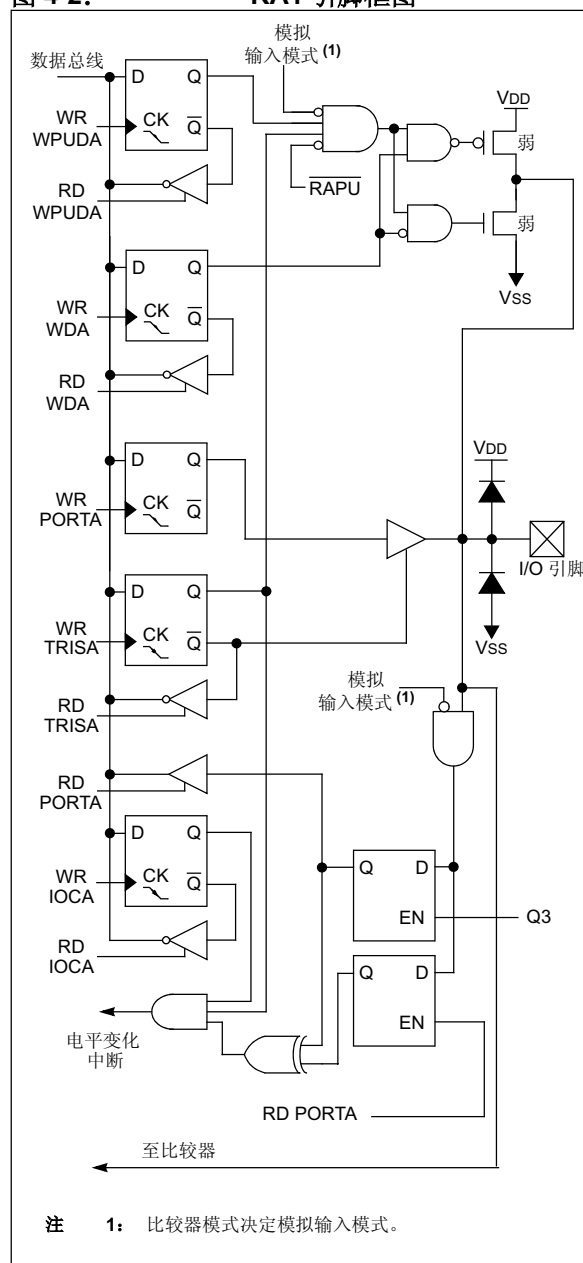 图 4-2： RA1 引脚框图
模拟
输入模式 (1)
数据总线
D Q
WR
WPUDA
CK Q
VDD
弱
RD
WPUDA
RAPU
弱
VSS
D Q
WR
WDA
CK Q
RD
WDA
D Q
WR
PORTA
CK Q
VDD
I/O 引脚
VSS
D Q
WR
TRISA
CK Q
RD
TRISA
模拟
输入模式 (1)
RD
PORTA
D Q
WR
IOCA
CK Q
Q D
EN
Q3
RD
IOCA
Q D
EN
电平变化
中断
RD PORTA
至比较器
注 1： 比较器模式决定模拟输入模式。